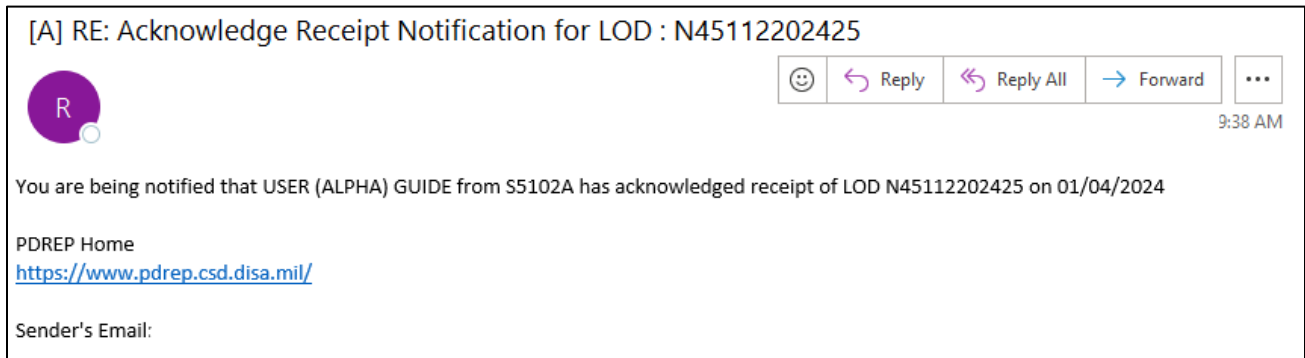 [A] RE: Acknowledge Receipt Notification for LOD : N45112202425
R
Reply
Reply All
Forward
9:38 AM
You are being notified that USER (ALPHA) GUIDE from S5102A has acknowledged receipt of LOD N45112202425 on 01/04/2024
PDREP Home
https://www.pdrep.csd.disa.mil/
Sender's Email: